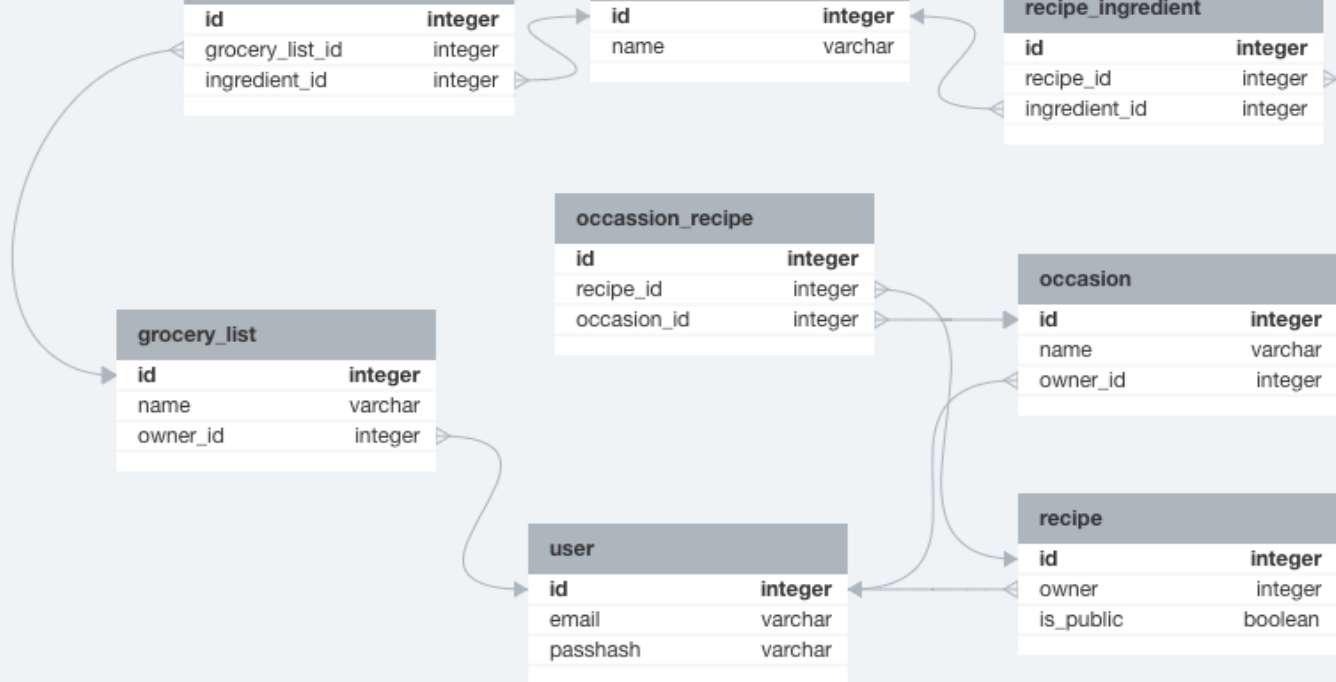 id integer
grocery_list_id integer
ingredient_id integer
id integer
name varchar
recipe_ingredient
id integer
recipe_id integer
ingredient_id integer
occassion_recipe
id integer
recipe_id integer
occasion_id integer
occasion
id integer
name varchar
owner_id integer
grocery_list
id integer
name varchar
owner_id integer
user
id integer
email varchar
passhash varchar
recipe
id integer
owner integer
is_public boolean